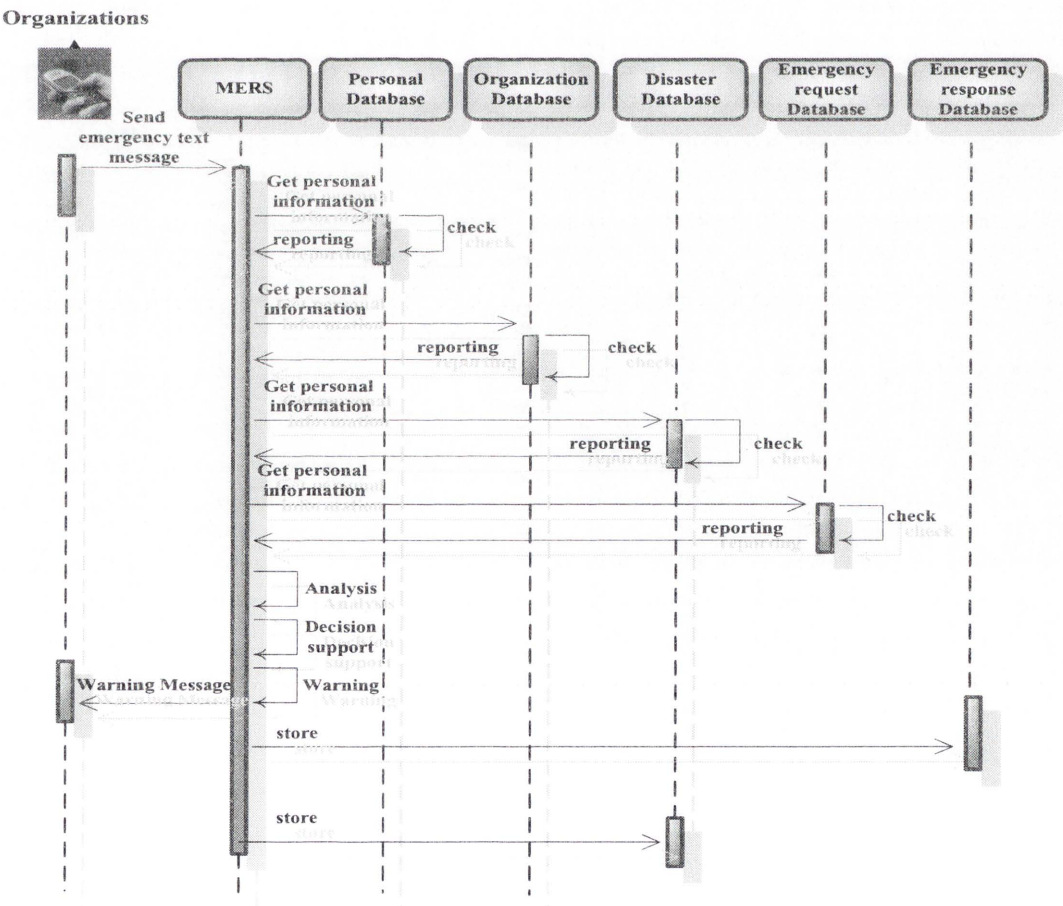 Organizations
MERS
Personal
Database
Organization
Database
Disaster
Database
Emergency
request
Database
Emergency
response
Database
Send
emergency text
message
Get personal
information
check
reporting
Get personal
information
reporting
check
Get personal
information
reporting
check
Get personal
information
reporting
check
Analysis
Decision
support
Warning
Warning Message
store
store